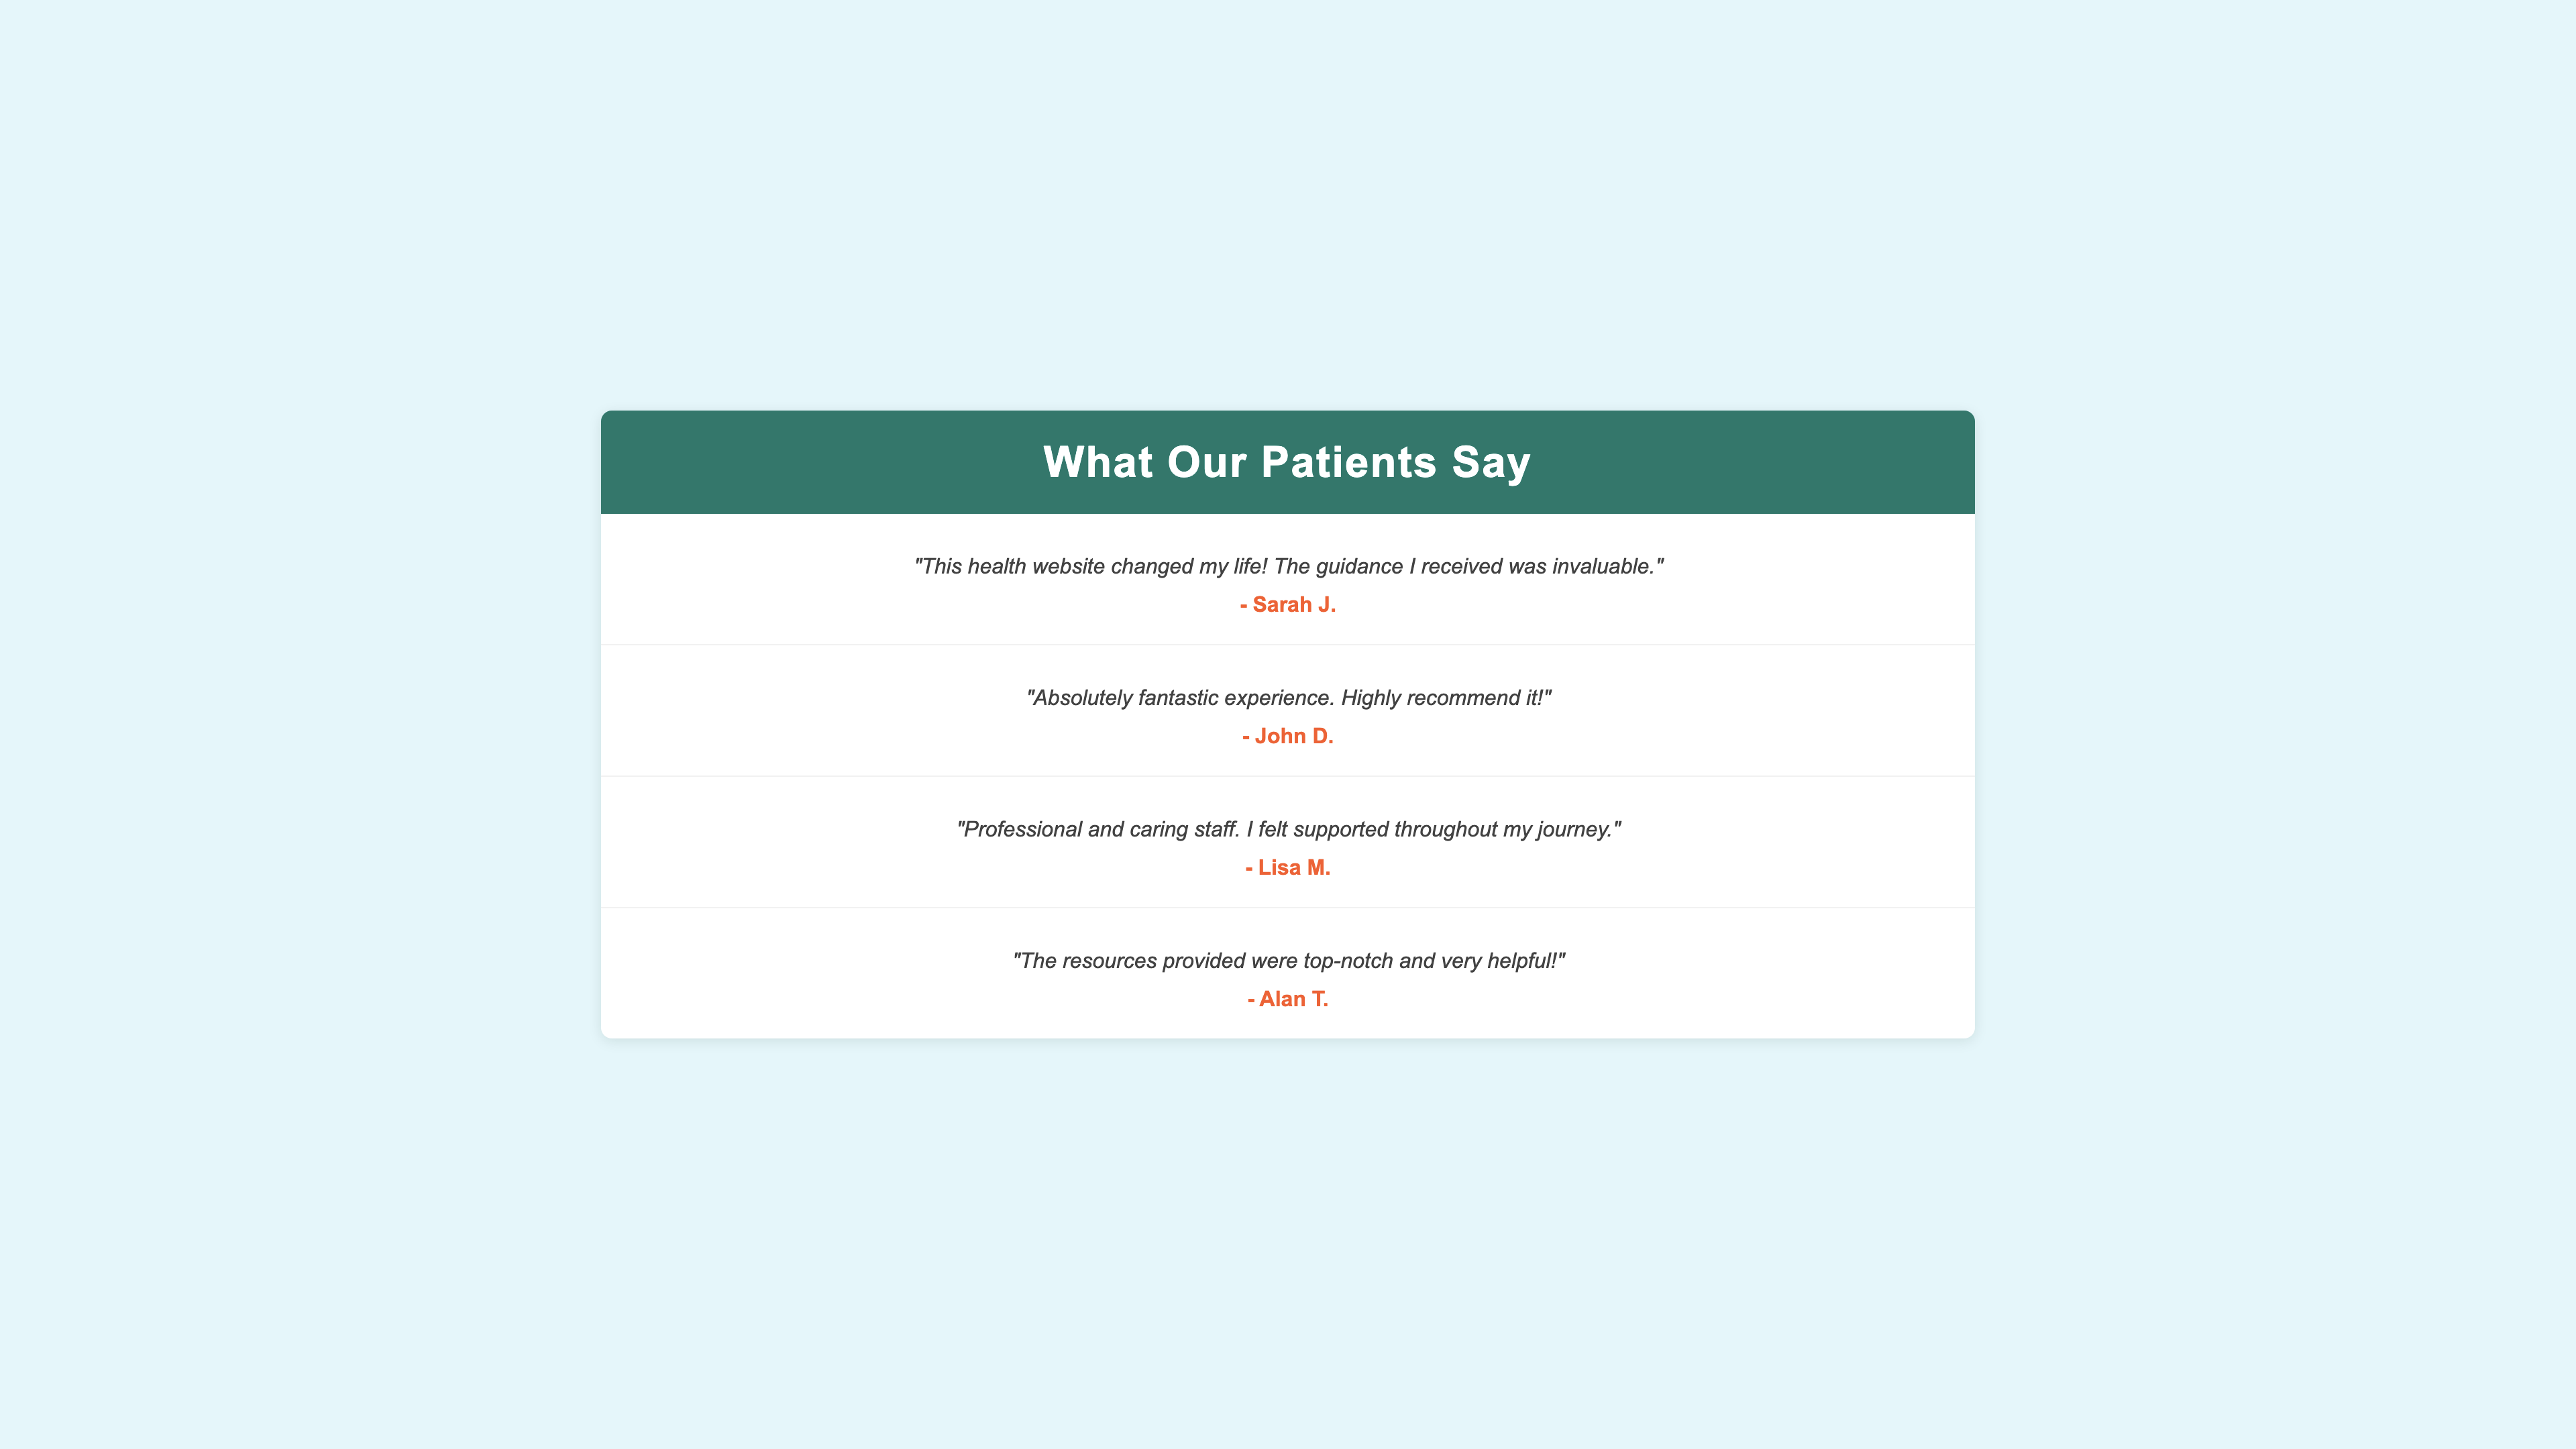 What Our Patients Say
"This health website changed my life! The guidance I received was invaluable."
- Sarah J.
"Absolutely fantastic experience. Highly recommend it!"
- John D.
"Professional and caring staff. I felt supported throughout my journey."
- Lisa M.
"The resources provided were top-notch and very helpful!"
- Alan T.